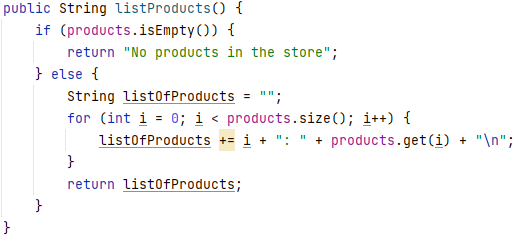 public String listProducts() {
    if (products.isEmpty()) {
        return "No products in the store";
    } else {
        String listOfProducts = "";
        for (int i = 0; i < products.size(); i++) {
            listOfProducts += i + ": " + products.get(i) + "\n";
        }
        return listOfProducts;
    }
}